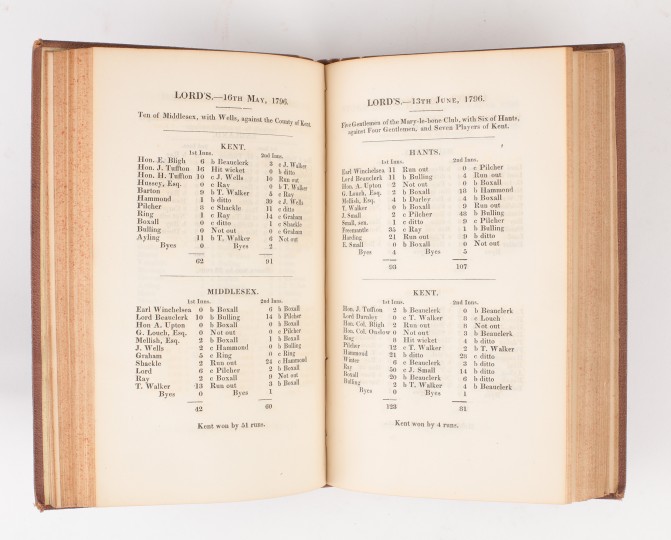 LORD'S.—16TH MAY, 1796.
Ten of Middlesex, with Wells, against the County of Kent.
KENT.
1st Inns. 2nd Inns.
Hon. E. Bligh 6 b Beauclerk 3 c J. Walker
Hon. J. Tufton 16 Hit wicket 0 b ditto
Hon. H. Tufton 10 c J. Wells 10 Run out
Hussey, Esq. 0 c Ray 0 b T. Walker
Barton 9 b T. Walker 5 c Ray
Hammond 1 b ditto 39 c J. Wells
Pilcher 3 c Shackle 11 c ditto
Ring 1 c Ray 14 c Graham
Boxall 0 c ditto 1 c Shackle
Bulling 0 Not out 0 c Graham
Ayling 11 b T. Walker 6 Not out
Byes 0 Byes 2
62 91
MIDDLESEX.
1st Inns. 2nd Inns.
Earl Winchelsea 0 b Boxall 6 b Boxall
Lord Beauclerk 10 b Bulling 14 b Pilcher
Hon A. Upton 0 b Boxall 0 b Boxall
G. Louch, Esq. 0 Not out 0 c Pilcher
Mellish, Esq. 2 b Boxall 1 b Boxall
J. Wells 2 c Hammond 0 b Bulling
Graham 5 c Ring 0 c Ring
Shackle 2 Run out 24 c Hammond
Lord 6 c Pilcher 2 b Boxall
Ray 2 c Boxall 9 Not out
T. Walker 13 Run out 3 b Boxall
Byes 0 Byes 1
42 60
Kent won by 51 runs.
LORD'S.—13TH JUNE, 1796.
Five Gentlemen of the Mary-le-bone Club, with Six of Hants,
against Four Gentlemen, and Seven Players of Kent.
HANTS.
1st Inns. 2nd Inns.
Earl Winchelsea 11 Run out 0 c Pilcher
Lord Beauclerk 11 b Bulling 4 Run out
Hon. A. Upton 2 Not out 0 b Boxall
G. Louch, Esq. 2 b Boxall 18 b Hammond
Mellish, Esq. 4 b Darley 4 b Boxall
T. Walker 0 b Boxall 9 Run out
J. Small 2 c Pilcher 48 b Bulling
Small, sen. 1 c ditto 9 c Pilcher
Freemantle 35 c Ray 1 b Bulling
Harding 21 Run out 9 b ditto
E. Small 0 b Boxall 0 Not out
Byes 4 Byes 5
93 107
KENT.
1st Inns. 2nd Inns.
Hon. J. Tufton 2 b Beauclerk 0 b Beauclerk
Lord Darnley 0 c T. Walker 8 c Louch
Hon. Col. Bligh 2 Run out 8 Not out
Hon. Col. Onslow 0 Not out 3 b Beauclerk
Ring 0 Hit wicket 4 b ditto
Pilcher 12 c T. Walker 2 b T. Walker
Hammond 21 b ditto 23 c ditto
Winter 6 c Beauclerk 3 b ditto
Ray 50 c J. Small 14 b ditto
Boxall 20 b Beauclerk 6 b ditto
Bulling 2 b T. Walker 4 b Beauclerk
Byes 0 Byes 1
123 81
Kent won by 4 runs.